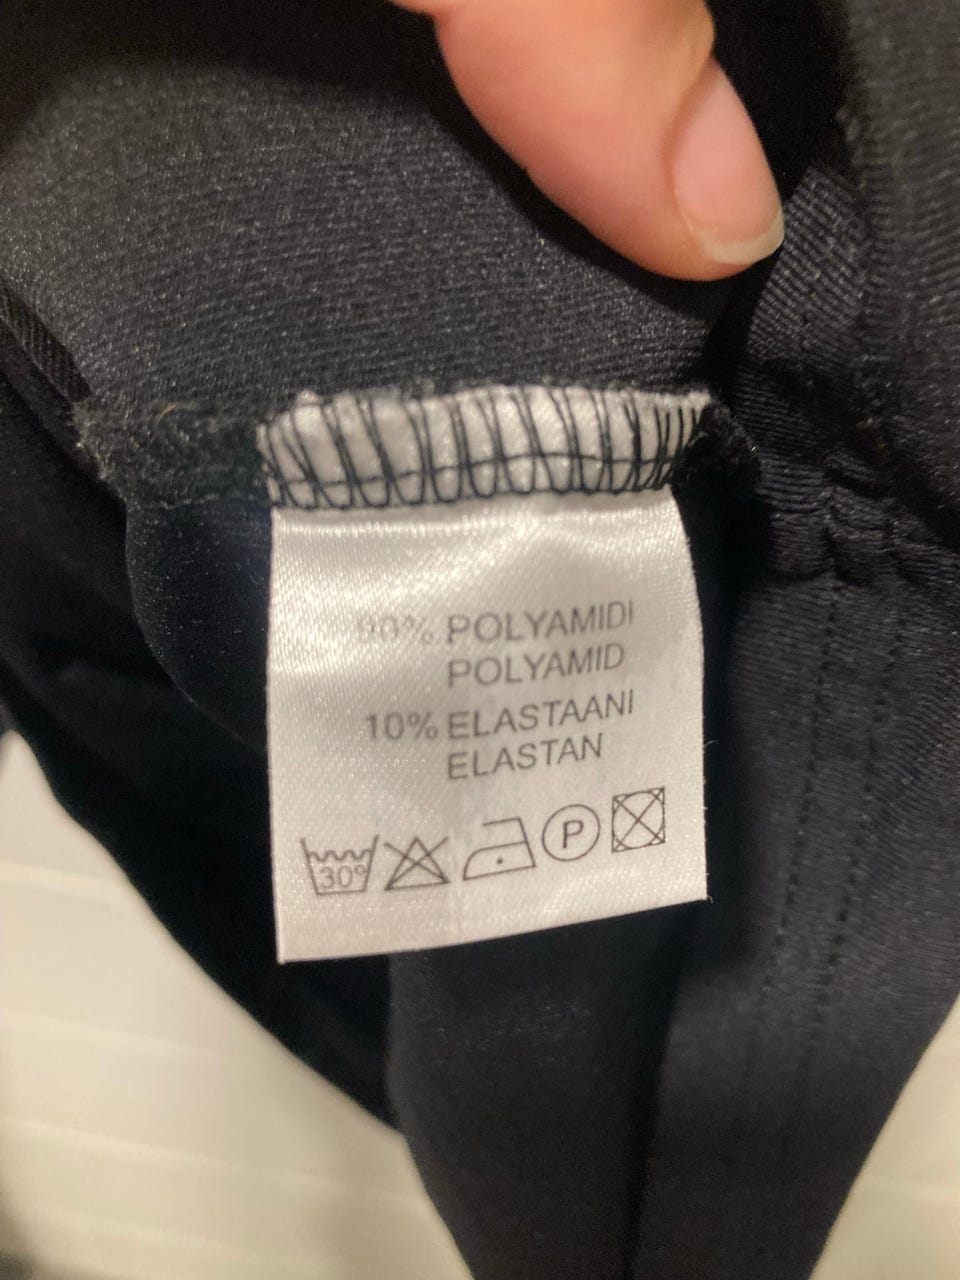 90% POLYAMIDI
POLYAMID
10% ELASTAANI
ELASTAN
30° P